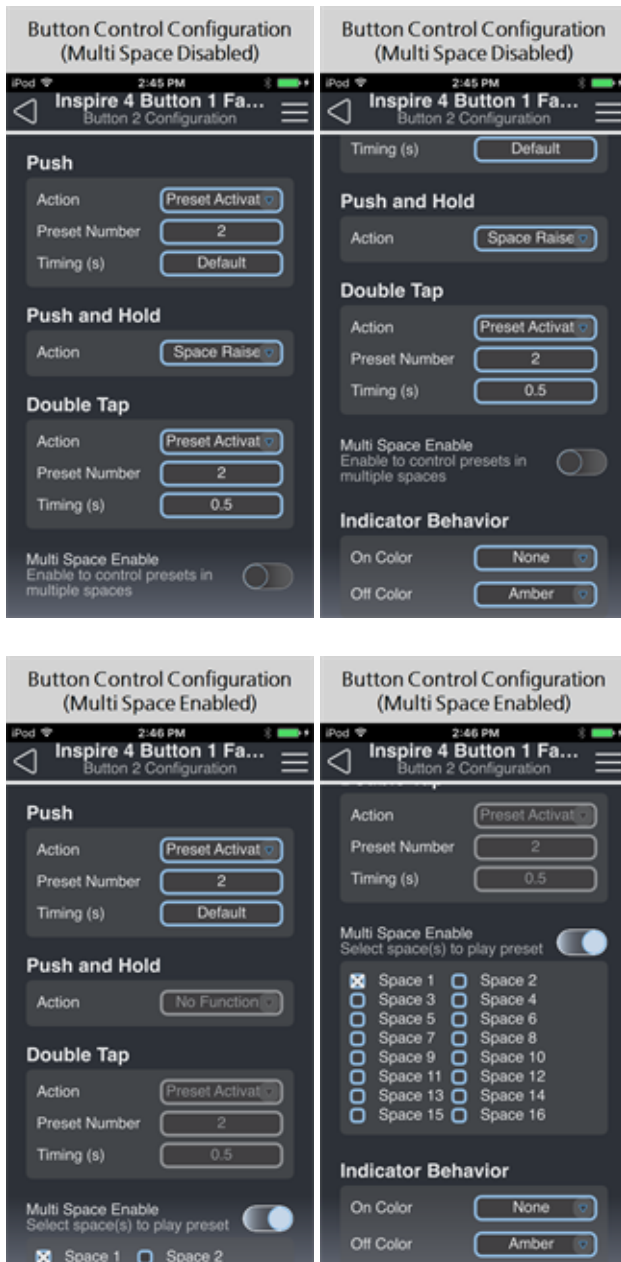 Button Control Configuration
(Multi Space Disabled)
iPod 2:45 PM
Inspire 4 Button 1 Fa...
Button 2 Configuration
Push
Action Preset Activat
Preset Number 2
Timing (s) Default
Push and Hold
Action Space Raise
Double Tap
Action Preset Activat
Preset Number 2
Timing (s) 0.5
Multi Space Enable
Enable to control presets in
multiple spaces
Button Control Configuration
(Multi Space Disabled)
iPod 2:45 PM
Inspire 4 Button 1 Fa...
Button 2 Configuration
Timing (s) Default
Push and Hold
Action Space Raise
Double Tap
Action Preset Activat
Preset Number 2
Timing (s) 0.5
Multi Space Enable
Enable to control presets in
multiple spaces
Indicator Behavior
On Color None
Off Color Amber
Button Control Configuration
(Multi Space Enabled)
iPod 2:46 PM
Inspire 4 Button 1 Fa...
Button 2 Configuration
Push
Action Preset Activat
Preset Number 2
Timing (s) Default
Push and Hold
Action No Function
Double Tap
Action Preset Activat
Preset Number 2
Timing (s) 0.5
Multi Space Enable
Select space(s) to play preset
Space 1 Space 2
Button Control Configuration
(Multi Space Enabled)
iPod 2:46 PM
Inspire 4 Button 1 Fa...
Button 2 Configuration
Action Preset Activat
Preset Number 2
Timing (s) 0.5
Multi Space Enable
Select space(s) to play preset
Space 1 Space 2
Space 3 Space 4
Space 5 Space 6
Space 7 Space 8
Space 9 Space 10
Space 11 Space 12
Space 13 Space 14
Space 15 Space 16
Indicator Behavior
On Color None
Off Color Amber